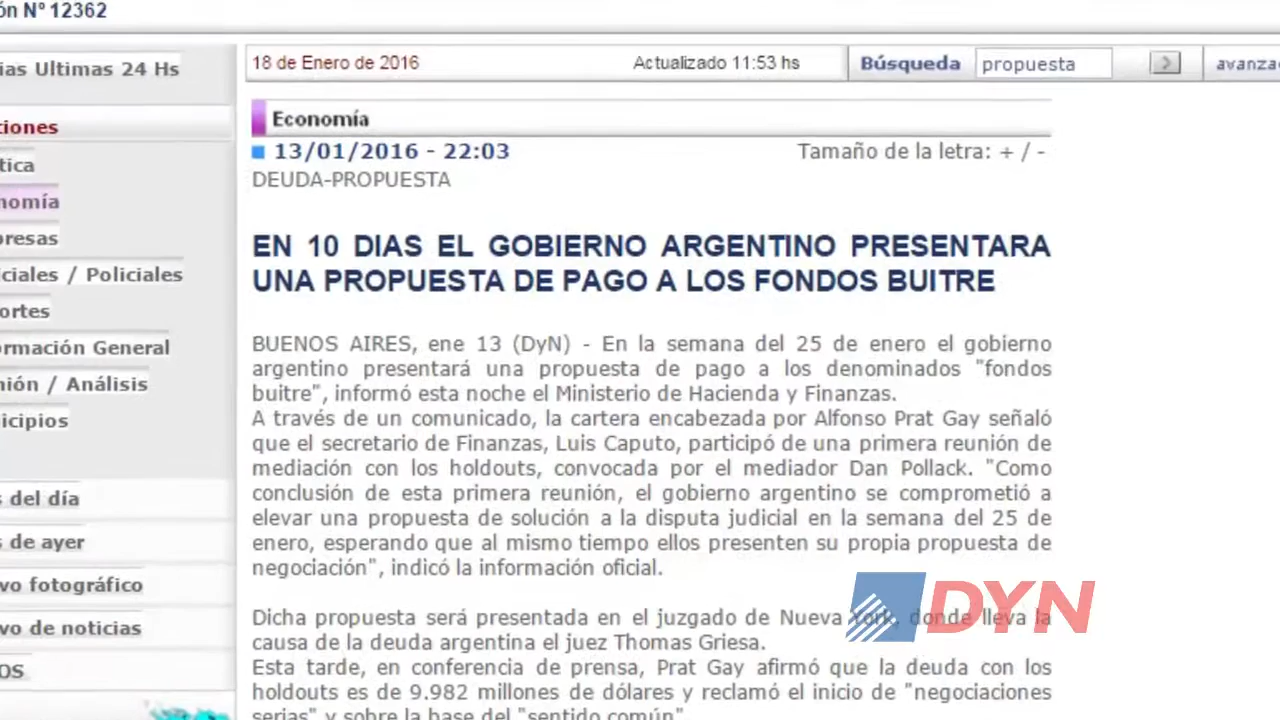 ón Nº 12362
ias Ultimas 24 Hs
18 de Enero de 2016
Actualizado 11:53 hs
Búsqueda
propuesta
avanza
ciones
tica
nomía
presas
ciales / Policiales
ortes
ormación General
nión / Análisis
icipios
s del día
s de ayer
vo fotográfico
vo de noticias
os
Economía
13/01/2016 - 22:03
Tamaño de la letra: + / -
DEUDA-PROPUESTA
EN 10 DIAS EL GOBIERNO ARGENTINO PRESENTARA
UNA PROPUESTA DE PAGO A LOS FONDOS BUITRE
BUENOS AIRES, ene 13 (DyN) - En la semana del 25 de enero el gobierno
argentino presentará una propuesta de pago a los denominados "fondos
buitre", informó esta noche el Ministerio de Hacienda y Finanzas.
A través de un comunicado, la cartera encabezada por Alfonso Prat Gay señaló
que el secretario de Finanzas, Luis Caputo, participó de una primera reunión de
mediación con los holdouts, convocada por el mediador Dan Pollack. "Como
conclusión de esta primera reunión, el gobierno argentino se comprometió a
elevar una propuesta de solución a la disputa judicial en la semana del 25 de
enero, esperando que al mismo tiempo ellos presenten su propia propuesta de
negociación", indicó la información oficial.
Dicha propuesta será presentada en el juzgado de Nueva York, donde lleva la
causa de la deuda argentina el juez Thomas Griesa.
Esta tarde, en conferencia de prensa, Prat Gay afirmó que la deuda con los
holdouts es de 9.982 millones de dólares y reclamó el inicio de "negociaciones
serias" y sobre la base del "sentido común"
DYN